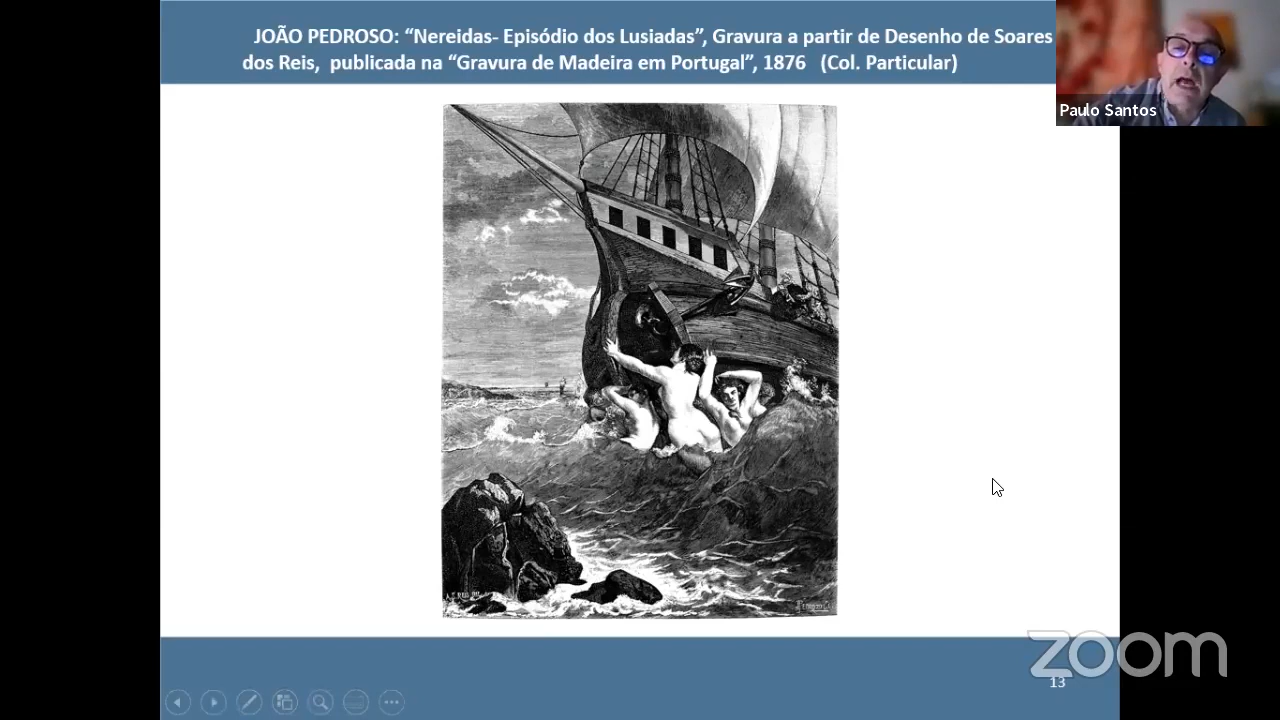 JOÃO PEDROSO: “Nereidas- Episódio dos Lusiadas”, Gravura a partir de Desenho de Soares
dos Reis, publicada na “Gravura de Madeira em Portugal”, 1876 (Col. Particular)
Paulo Santos
zoom
13